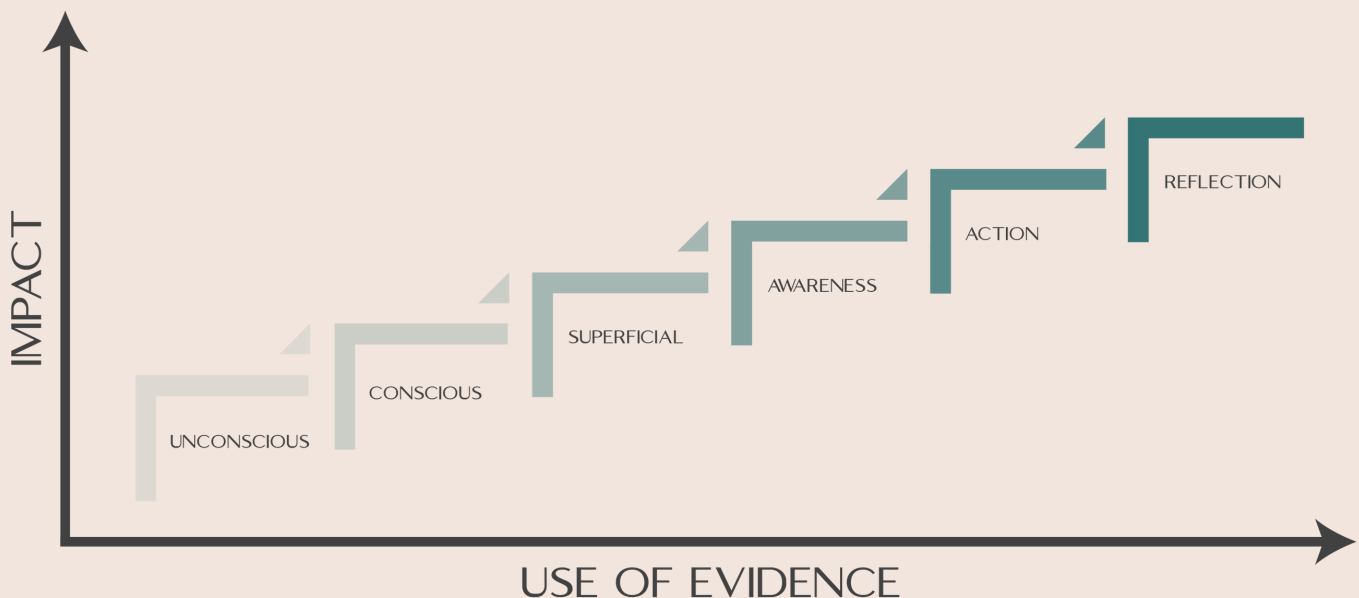 IMPACT
REFLECTION
ACTION
AWARENESS
SUPERFICIAL
CONSCIOUS
UNCONSCIOUS
USE OF EVIDENCE